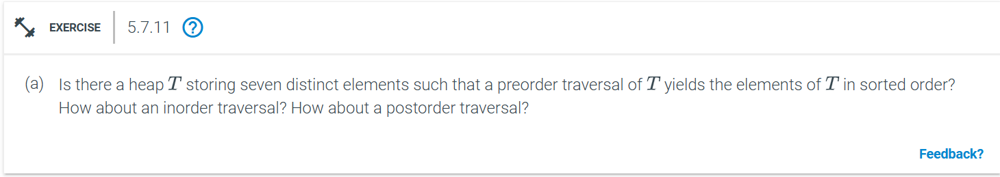 EXERCISE 5.7.11 ?
(a) Is there a heap T storing seven distinct elements such that a preorder traversal of T yields the elements of T in sorted order?
How about an inorder traversal? How about a postorder traversal?
Feedback?